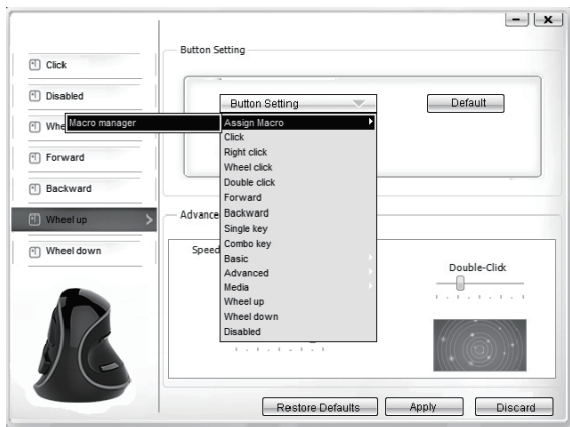 Button Setting
Click
Disabled
Whe
Macro manager
Forward
Backward
Wheel up
Wheel down
Button Setting
Default
Assign Macro
Click
Right click
Wheel click
Double click
Forward
Backward
Single key
Combo key
Basic
Advanced
Media
Wheel up
Wheel down
Disabled
Advance
Speed
Double-Click
Restore Defaults
Apply
Discard